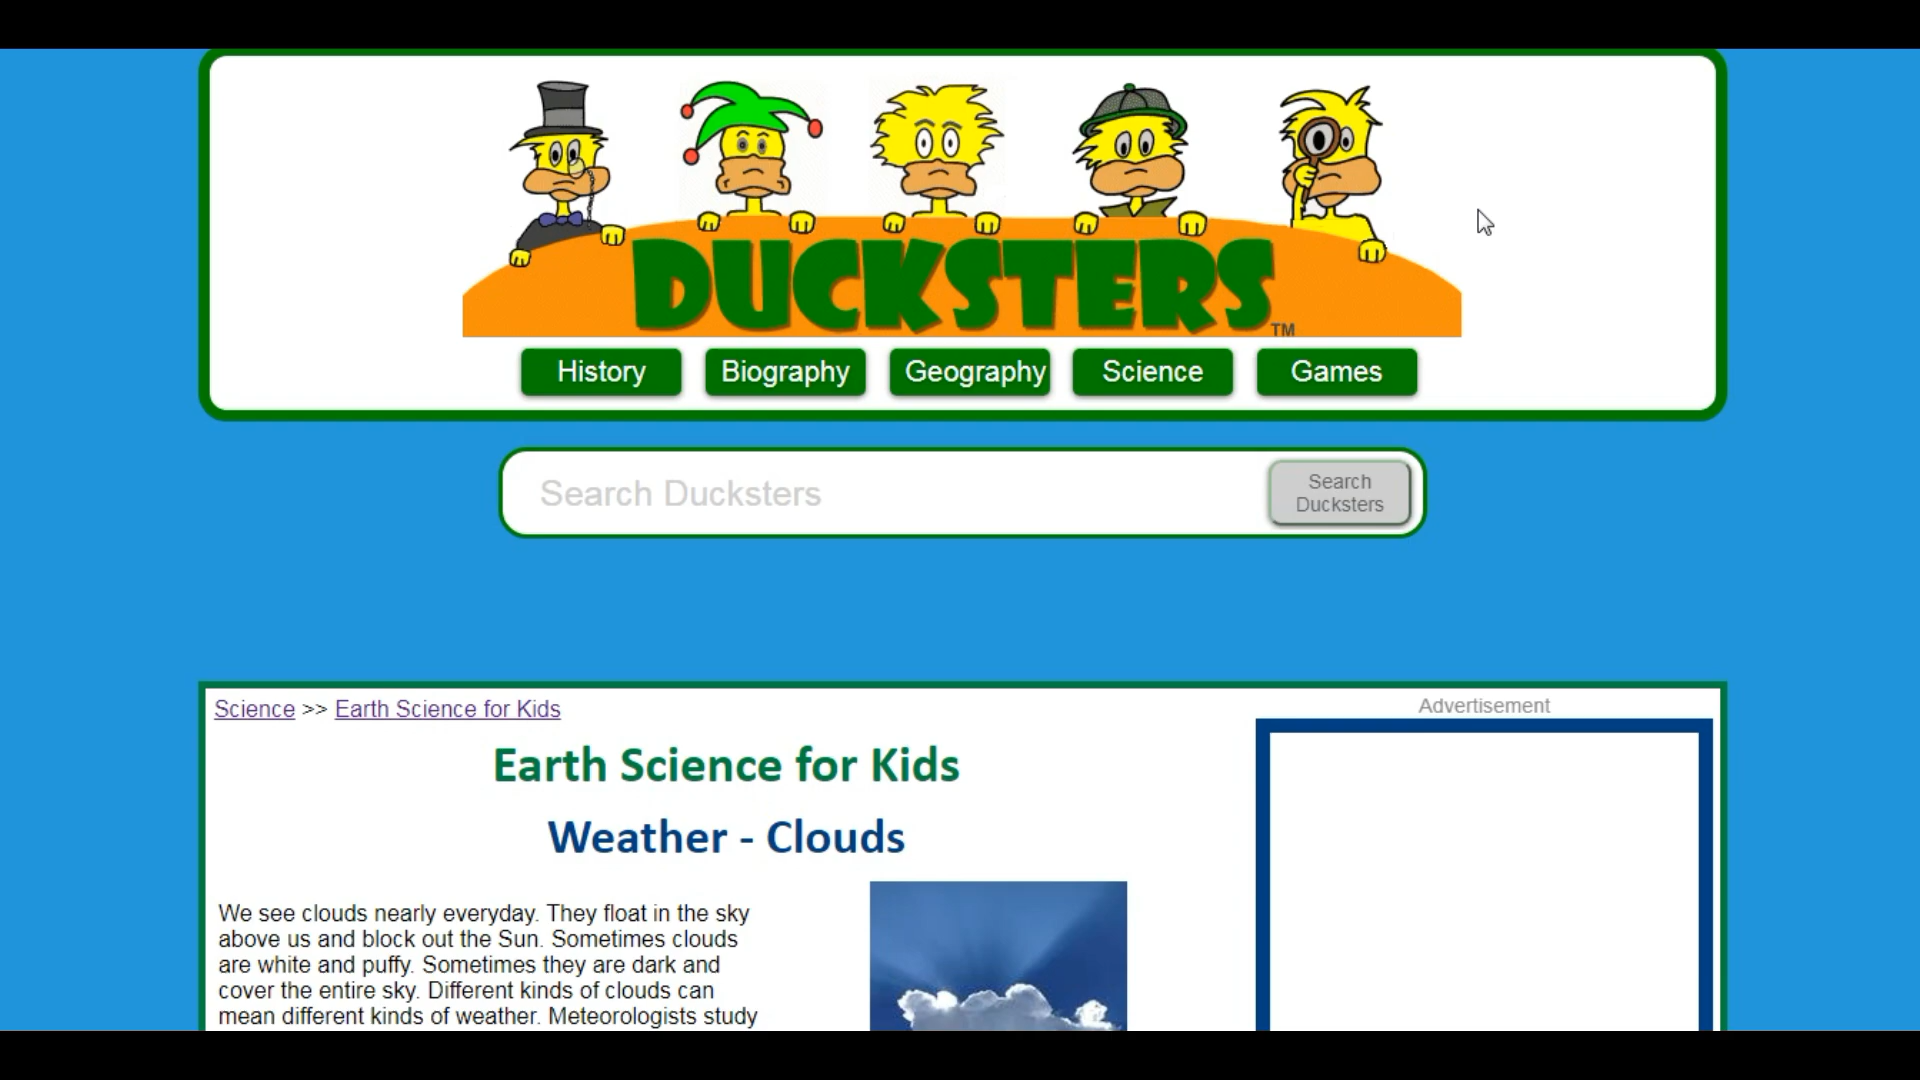 DUCKSTERS
TM
History
Biography
Geography
Science
Games
Search Ducksters
Search
Ducksters
Science >> Earth Science for Kids
Advertisement
Earth Science for Kids
Weather - Clouds
We see clouds nearly everyday. They float in the sky
above us and block out the Sun. Sometimes clouds
are white and puffy. Sometimes they are dark and
cover the entire sky. Different kinds of clouds can
mean different kinds of weather. Meteorologists study